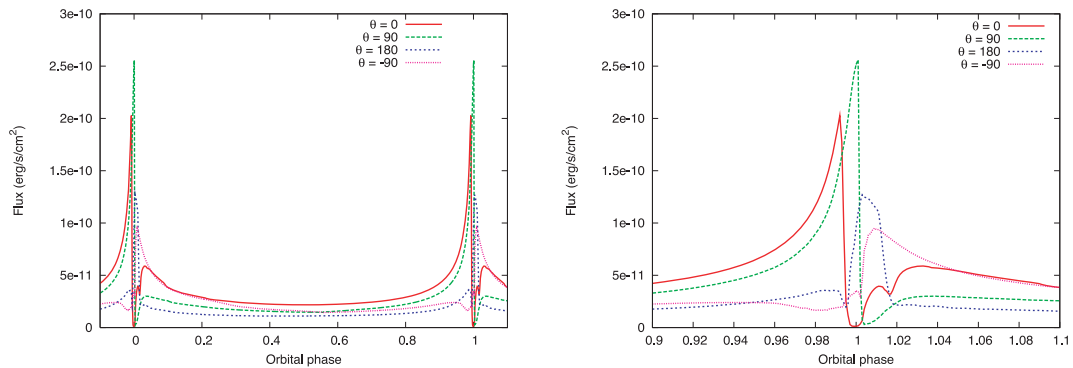 3e-10
2.5e-10
2e-10
1.5e-10
1e-10
5e-11
0
Flux (erg/s/cm²)
0 0.2 0.4 0.6 0.8 1
Orbital phase
θ = 0
θ = 90
θ = 180
θ = -90
3e-10
2.5e-10
2e-10
1.5e-10
1e-10
5e-11
0
Flux (erg/s/cm²)
0.9 0.92 0.94 0.96 0.98 1 1.02 1.04 1.06 1.08 1.1
Orbital phase
θ = 0
θ = 90
θ = 180
θ = -90